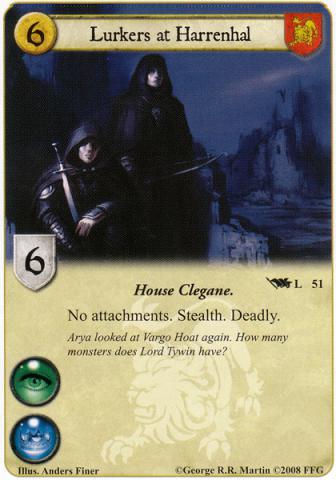 6 Lurkers at Harrenhal
6
House Clegane.
L 51
No attachments. Stealth. Deadly.
Arya looked at Vargo Hoat again. How many
monsters does Lord Tywin have?
Illus. Anders Finer ©George R.R. Martin ©2008 FFG